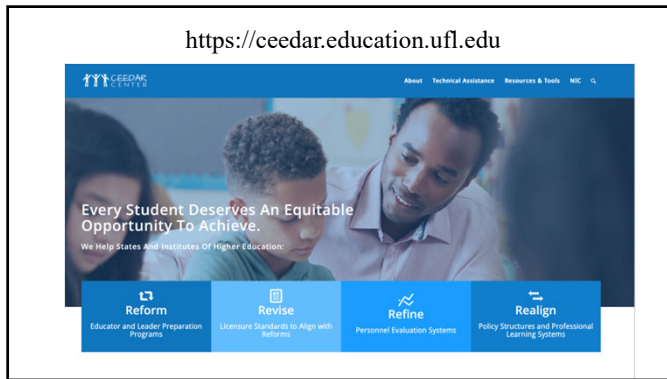 https://ceedar.education.ufl.edu
CEEDAR
CENTER
About Technical Assistance Resources & Tools NIC
Every Student Deserves An Equitable
Opportunity To Achieve.
We Help States And Institutes Of Higher Education:
Reform
Educator and Leader Preparation
Programs
Revise
Licensure Standards to Align with
Reforms
Refine
Personnel Evaluation Systems
Realign
Policy Structures and Professional
Learning Systems